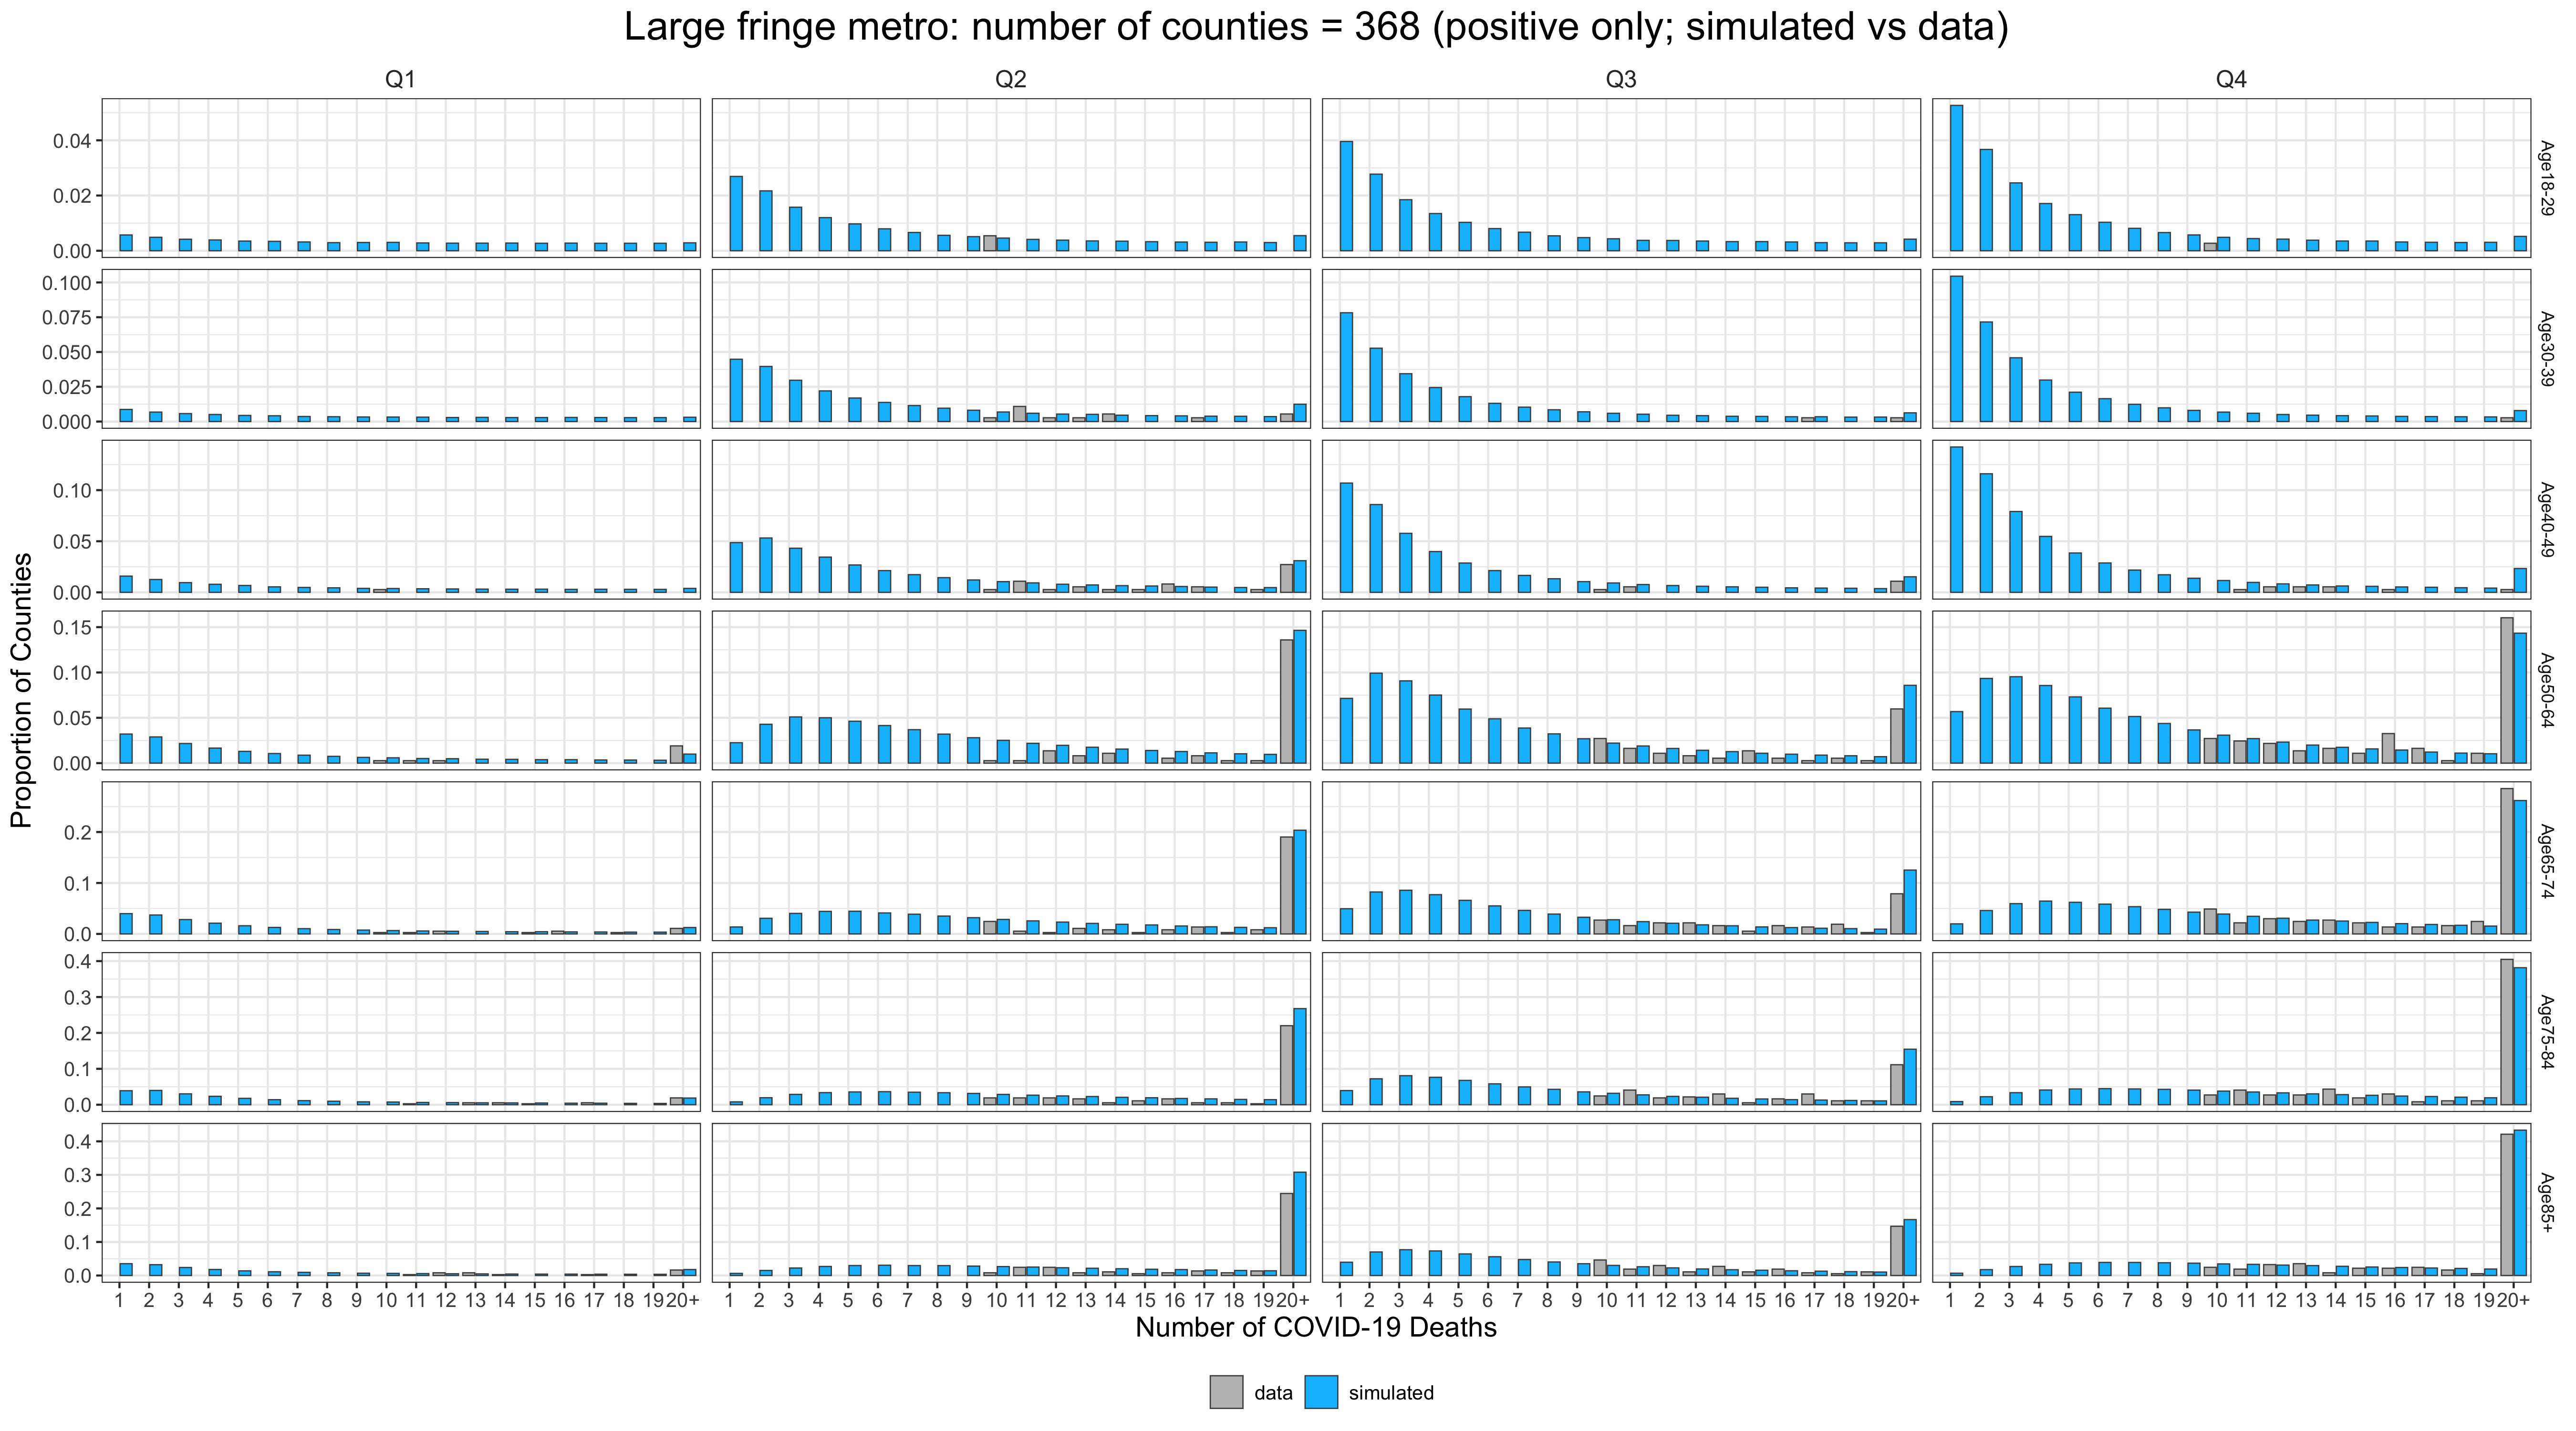 Large fringe metro: number of counties = 368 (positive only; simulated vs data)
Q1 Q2 Q3 Q4
0.04
0.02
0.00
Age18-29
0.100
0.075
0.050
0.025
0.000
Age30-39
0.10
0.05
0.00
Age40-49
0.15
0.10
0.05
0.00
Age50-64
0.2
0.1
0.0
Age65-74
0.4
0.3
0.2
0.1
0.0
Age75-84
0.4
0.3
0.2
0.1
0.0
Age85+
Proportion of Counties
1 2 3 4 5 6 7 8 9 10 11 12 13 14 15 16 17 18 19 20+ 1 2 3 4 5 6 7 8 9 10 11 12 13 14 15 16 17 18 19 20+ 1 2 3 4 5 6 7 8 9 10 11 12 13 14 15 16 17 18 19 20+ 1 2 3 4 5 6 7 8 9 10 11 12 13 14 15 16 17 18 19 20+
Number of COVID-19 Deaths
data simulated